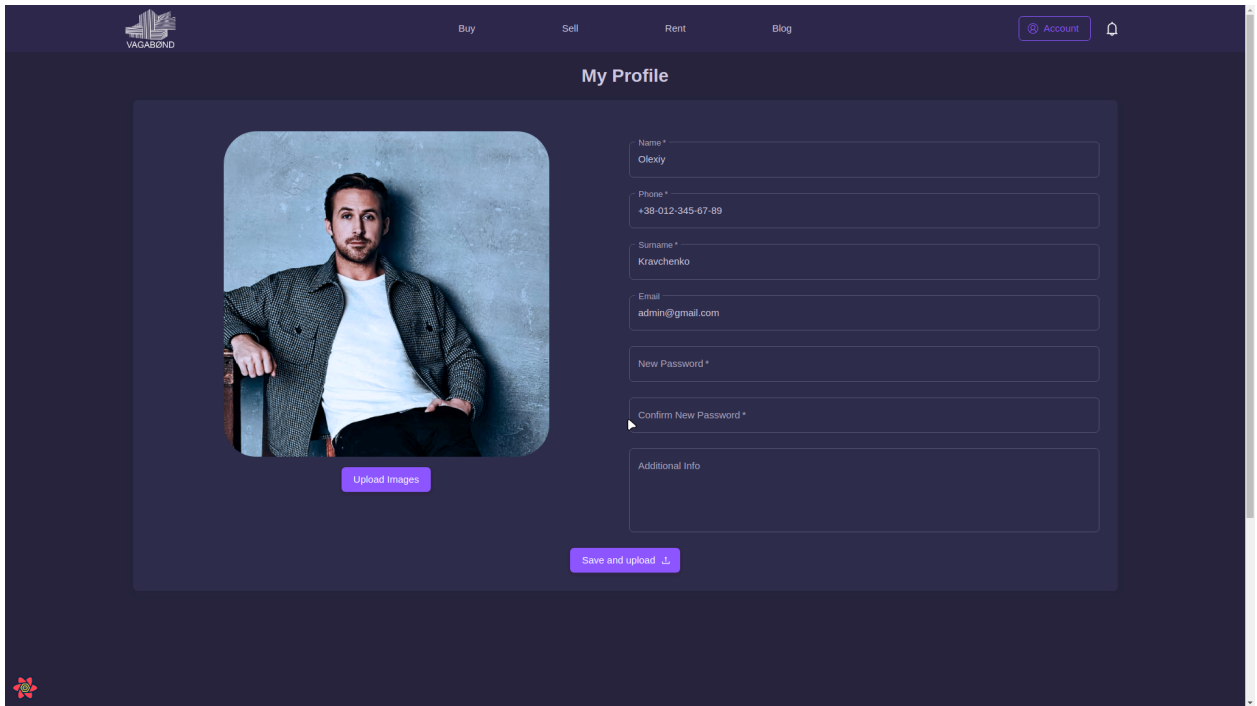 VAGABØND
Buy
Sell
Rent
Blog
Account
My Profile
Name *
Olexiy
Phone *
+38-012-345-67-89
Surname *
Kravchenko
Email
admin@gmail.com
New Password *
Confirm New Password *
Additional Info
Upload Images
Save and upload